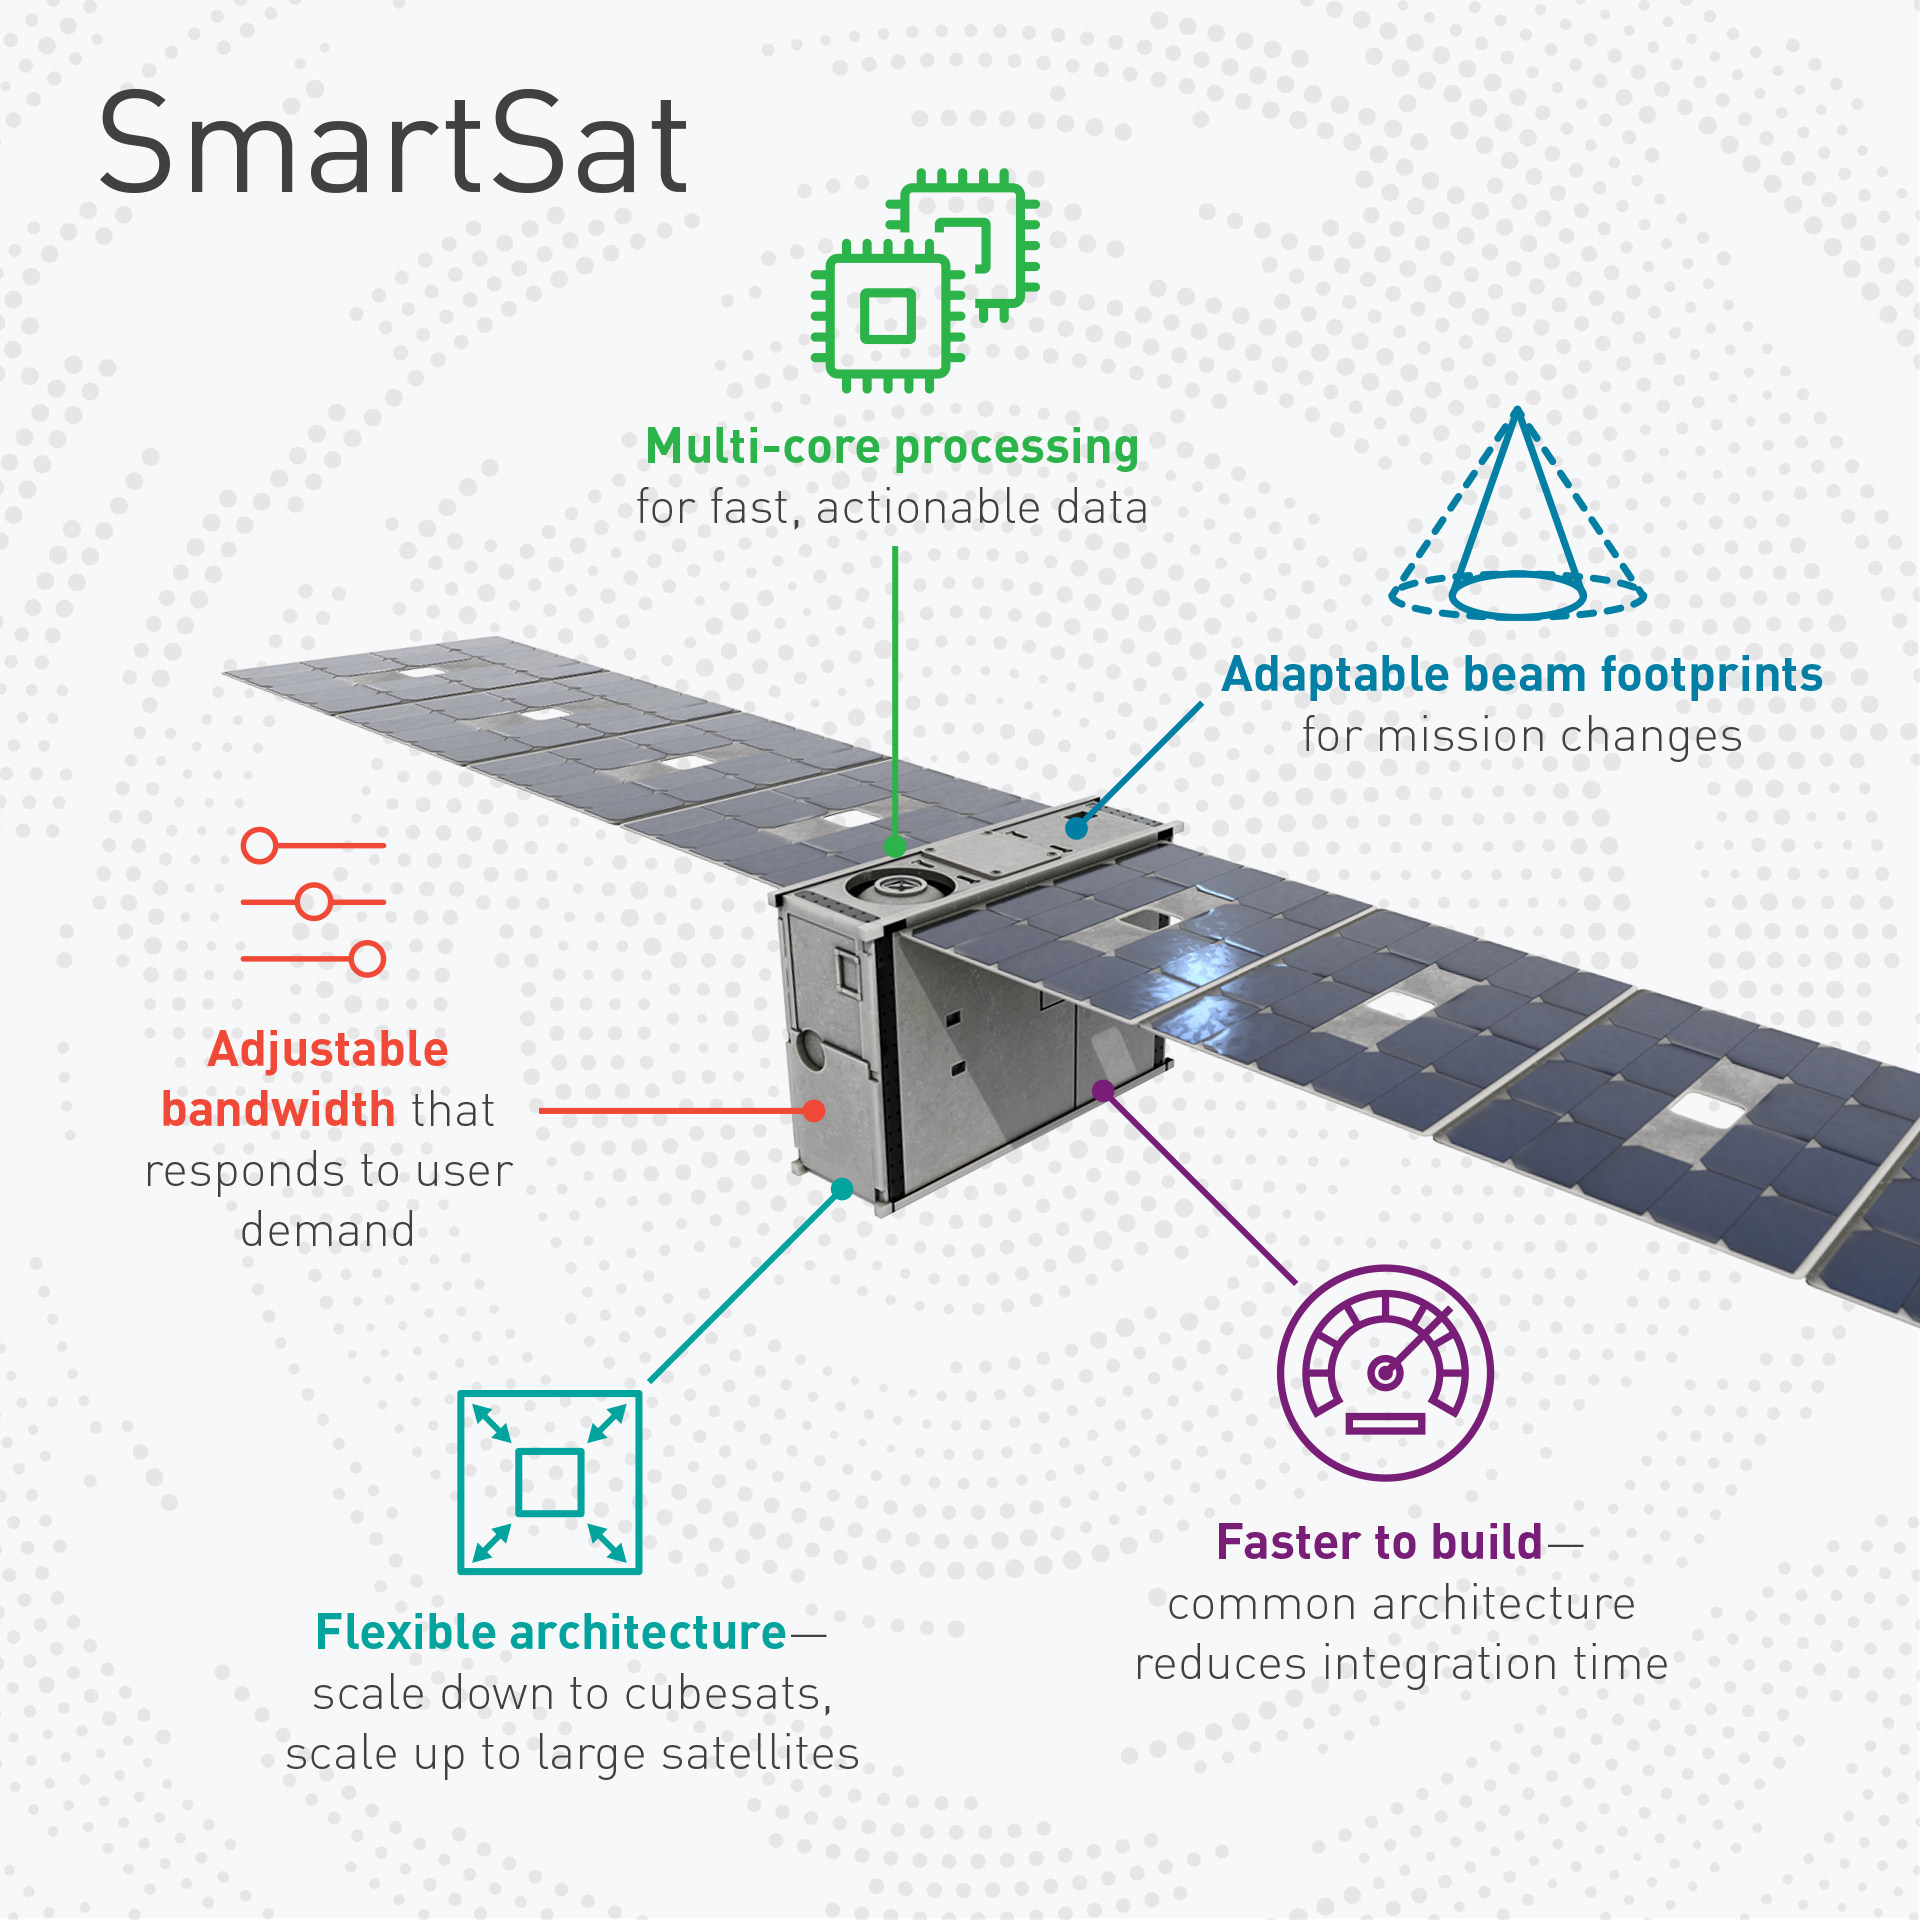 SmartSat
Multi-core processing
for fast, actionable data
Adaptable beam footprints
for mission changes
Adjustable
bandwidth that
responds to user
demand
Flexible architecture—
scale down to cubesats,
scale up to large satellites
Faster to build—
common architecture
reduces integration time